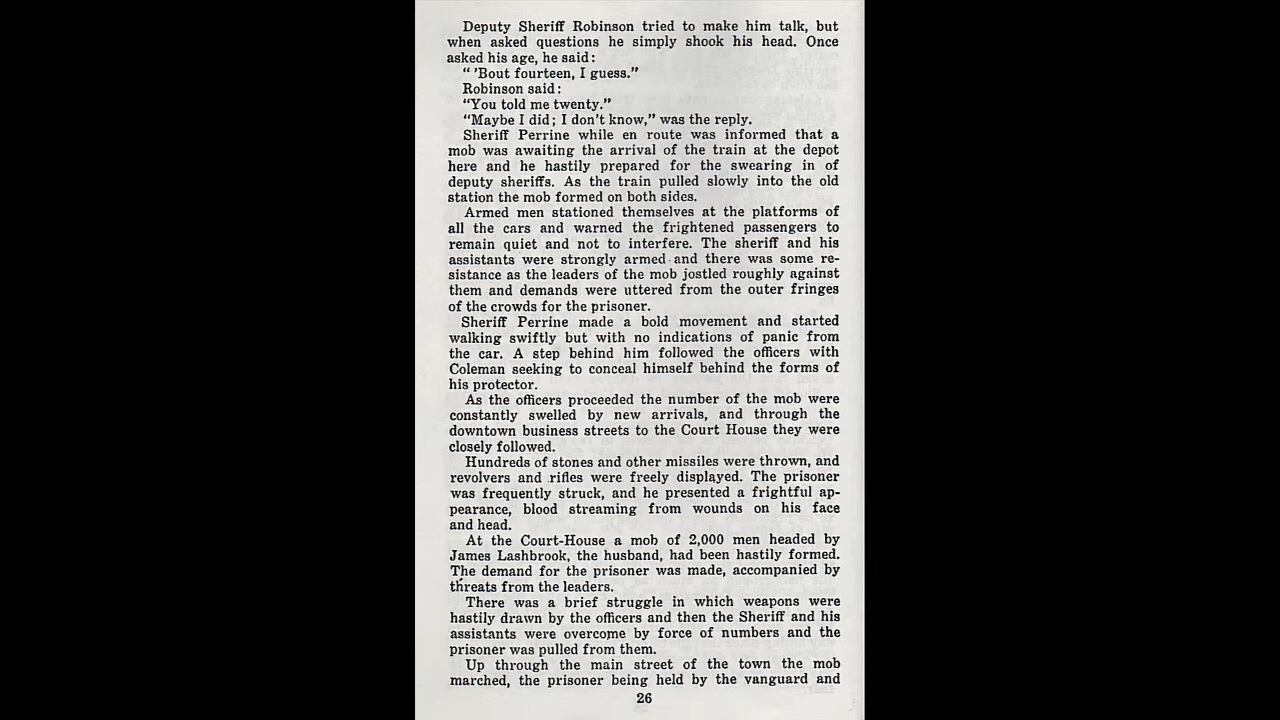 Deputy Sheriff Robinson tried to make him talk, but
when asked questions he simply shook his head. Once
asked his age, he said:
"'Bout fourteen, I guess."
Robinson said:
"You told me twenty."
"Maybe I did; I don't know," was the reply.
Sheriff Perrine while en route was informed that a
mob was awaiting the arrival of the train at the depot
here and he hastily prepared for the swearing in of
deputy sheriffs. As the train pulled slowly into the old
station the mob formed on both sides.
Armed men stationed themselves at the platforms of
all the cars and warned the frightened passengers to
remain quiet and not to interfere. The sheriff and his
assistants were strongly armed and there was some re-
sistance as the leaders of the mob jostled roughly against
them and demands were uttered from the outer fringes
of the crowds for the prisoner.
Sheriff Perrine made a bold movement and started
walking swiftly but with no indications of panic from
the car. A step behind him followed the officers with
Coleman seeking to conceal himself behind the forms of
his protector.
As the officers proceeded the number of the mob were
constantly swelled by new arrivals, and through the
downtown business streets to the Court House they were
closely followed.
Hundreds of stones and other missiles were thrown, and
revolvers and rifles were freely displayed. The prisoner
was frequently struck, and he presented a frightful ap-
pearance, blood streaming from wounds on his face
and head.
At the Court-House a mob of 2,000 men headed by
James Lashbrook, the husband, had been hastily formed.
The demand for the prisoner was made, accompanied by
threats from the leaders.
There was a brief struggle in which weapons were
hastily drawn by the officers and then the Sheriff and his
assistants were overcome by force of numbers and the
prisoner was pulled from them.
Up through the main street of the town the mob
marched, the prisoner being held by the vanguard and
26